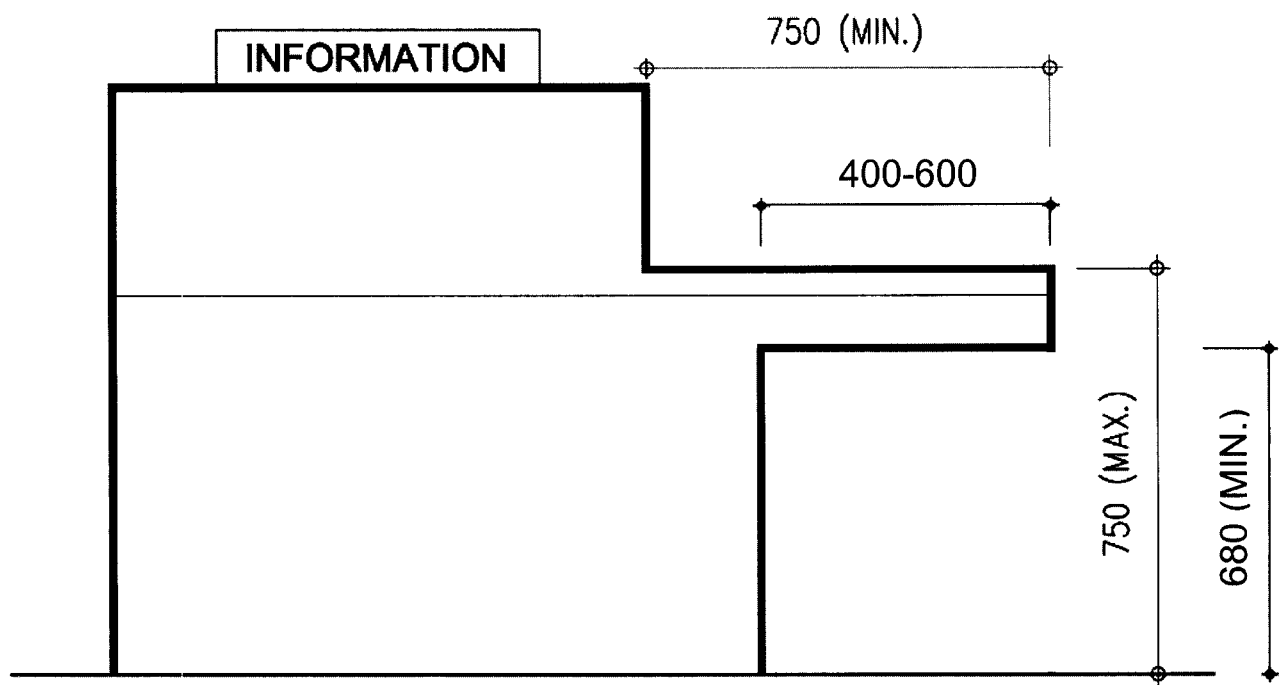 750 (MIN.)
INFORMATION
400-600
750 (MAX.)
680 (MIN.)